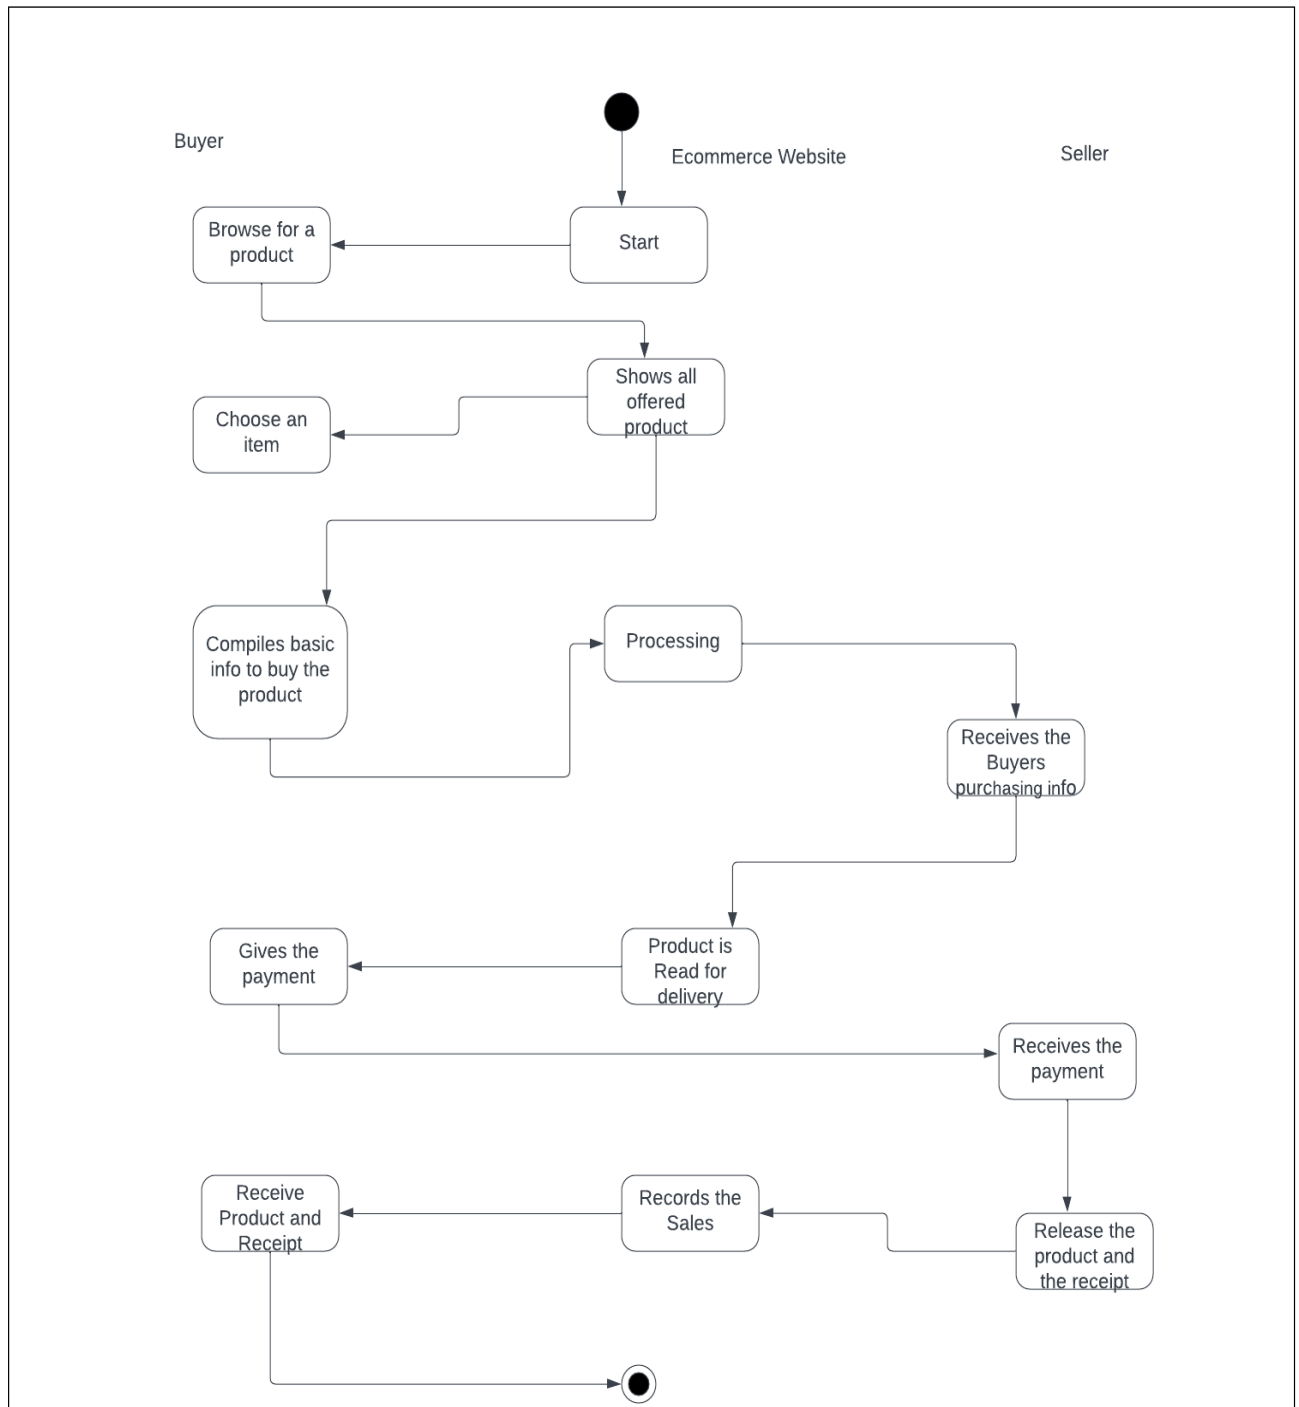 Buyer
Ecommerce Website
Seller
Browse for a
product
Start
Shows all
offered
product
Choose an
item
Compiles basic
info to buy the
product
Processing
Receives the
Buyers
purchasing info
Gives the
payment
Product is
Read for
delivery
Receives the
payment
Receive
Product and
Receipt
Records the
Sales
Release the
product and
the receipt